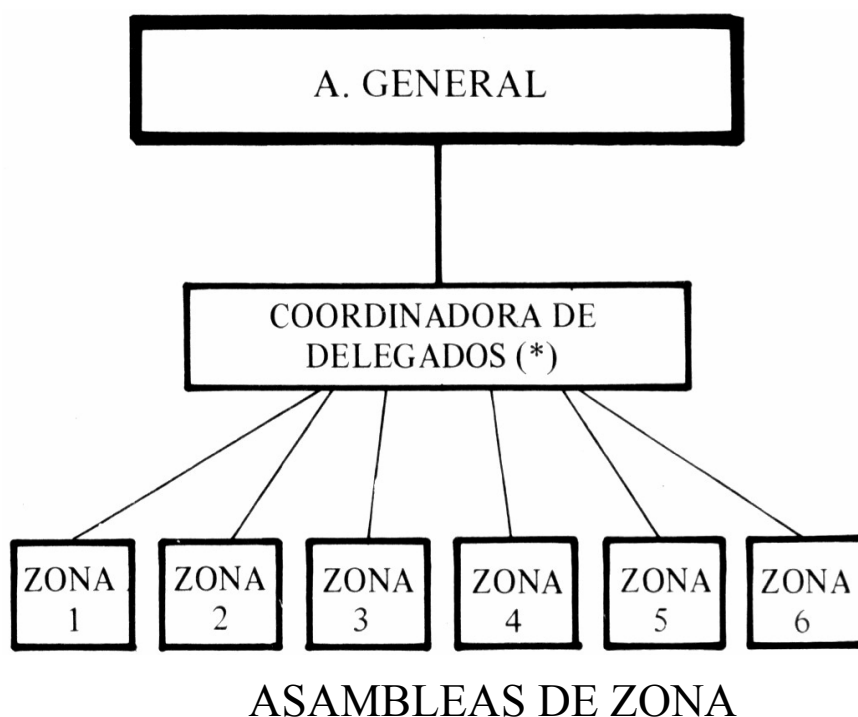 A. GENERAL
COORDINADORA DE
DELEGADOS (*)
ZONA
1
ZONA
2
ZONA
3
ZONA
4
ZONA
5
ZONA
6
ASAMBLEAS DE ZONA